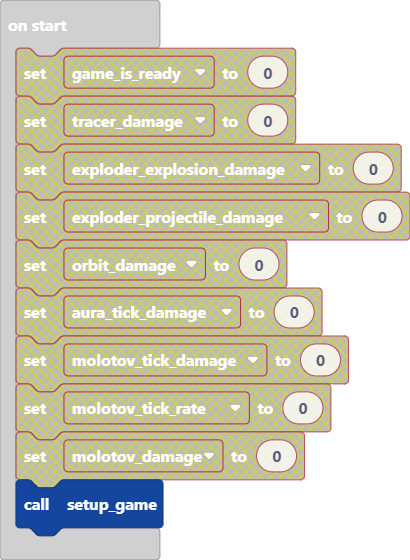 on start
set game_is_ready to 0
set tracer_damage to 0
set exploder_explosion_damage to 0
set exploder_projectile_damage to 0
set orbit_damage to 0
set aura_tick_damage to 0
set molotov_tick_damage to 0
set molotov_tick_rate to 0
set molotov_damage to 0
call setup_game